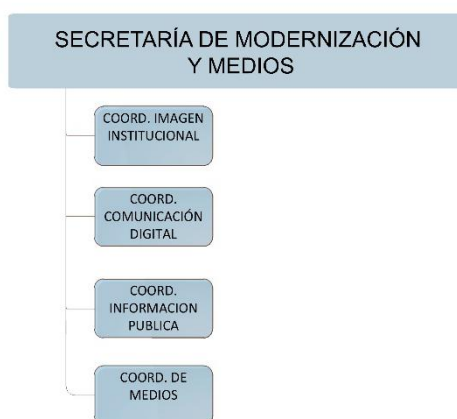 SECRETARÍA DE MODERNIZACIÓN
Y MEDIOS
COORD. IMAGEN
INSTITUCIONAL
COORD.
COMUNICACIÓN
DIGITAL
COORD.
INFORMACION
PUBLICA
COORD. DE
MEDIOS